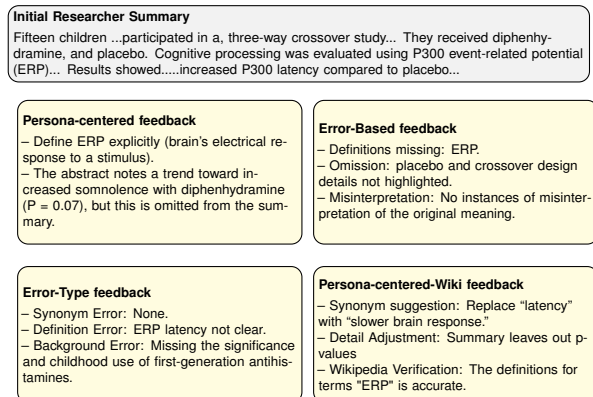 Initial Researcher Summary
Fifteen children ...participated in a, three-way crossover study... They received diphenhy-
dramine, and placebo. Cognitive processing was evaluated using P300 event-related potential
(ERP)... Results showed.....increased P300 latency compared to placebo...
Persona-centered feedback
– Define ERP explicitly (brain's electrical re-
sponse to a stimulus).
– The abstract notes a trend toward in-
creased somnolence with diphenhydramine
(P = 0.07), but this is omitted from the sum-
mary.
Error-Based feedback
– Definitions missing: ERP.
– Omission: placebo and crossover design
details not highlighted.
– Misinterpretation: No instances of misinter-
pretation of the original meaning.
Error-Type feedback
– Synonym Error: None.
– Definition Error: ERP latency not clear.
– Background Error: Missing the significance
and childhood use of first-generation antihis-
tamines.
Persona-centered-Wiki feedback
– Synonym suggestion: Replace "latency"
with "slower brain response."
– Detail Adjustment: Summary leaves out p-
values
– Wikipedia Verification: The definitions for
terms "ERP" is accurate.